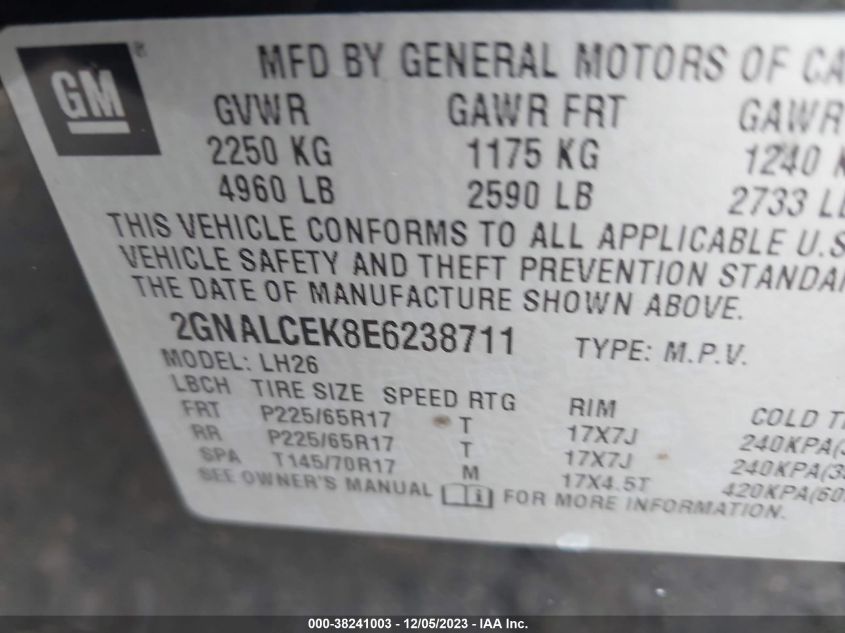 GM®
MFD BY GENERAL MOTORS OF CA
GVWR GAWR FRT GAWR
2250 KG 1175 KG 1240 K
4960 LB 2590 LB 2733 LB
THIS VEHICLE CONFORMS TO ALL APPLICABLE U.S
VEHICLE SAFETY AND THEFT PREVENTION STANDA
THE DATE OF MANUFACTURE SHOWN ABOVE.
2GNALCEK8E6238711 TYPE: M.P.V.
MODEL: LH26
LBCH TIRE SIZE SPEED RTG RIM COLD T
FRT P225/65R17 T 17X7J 240KPA(3
RR P225/65R17 T 17X7J 240KPA(3
SPA T145/70R17 M 17X4.5T 420KPA(60
SEE OWNER'S MANUAL FOR MORE INFORMATION.
000-38241003 - 12/05/2023 - IAA Inc.